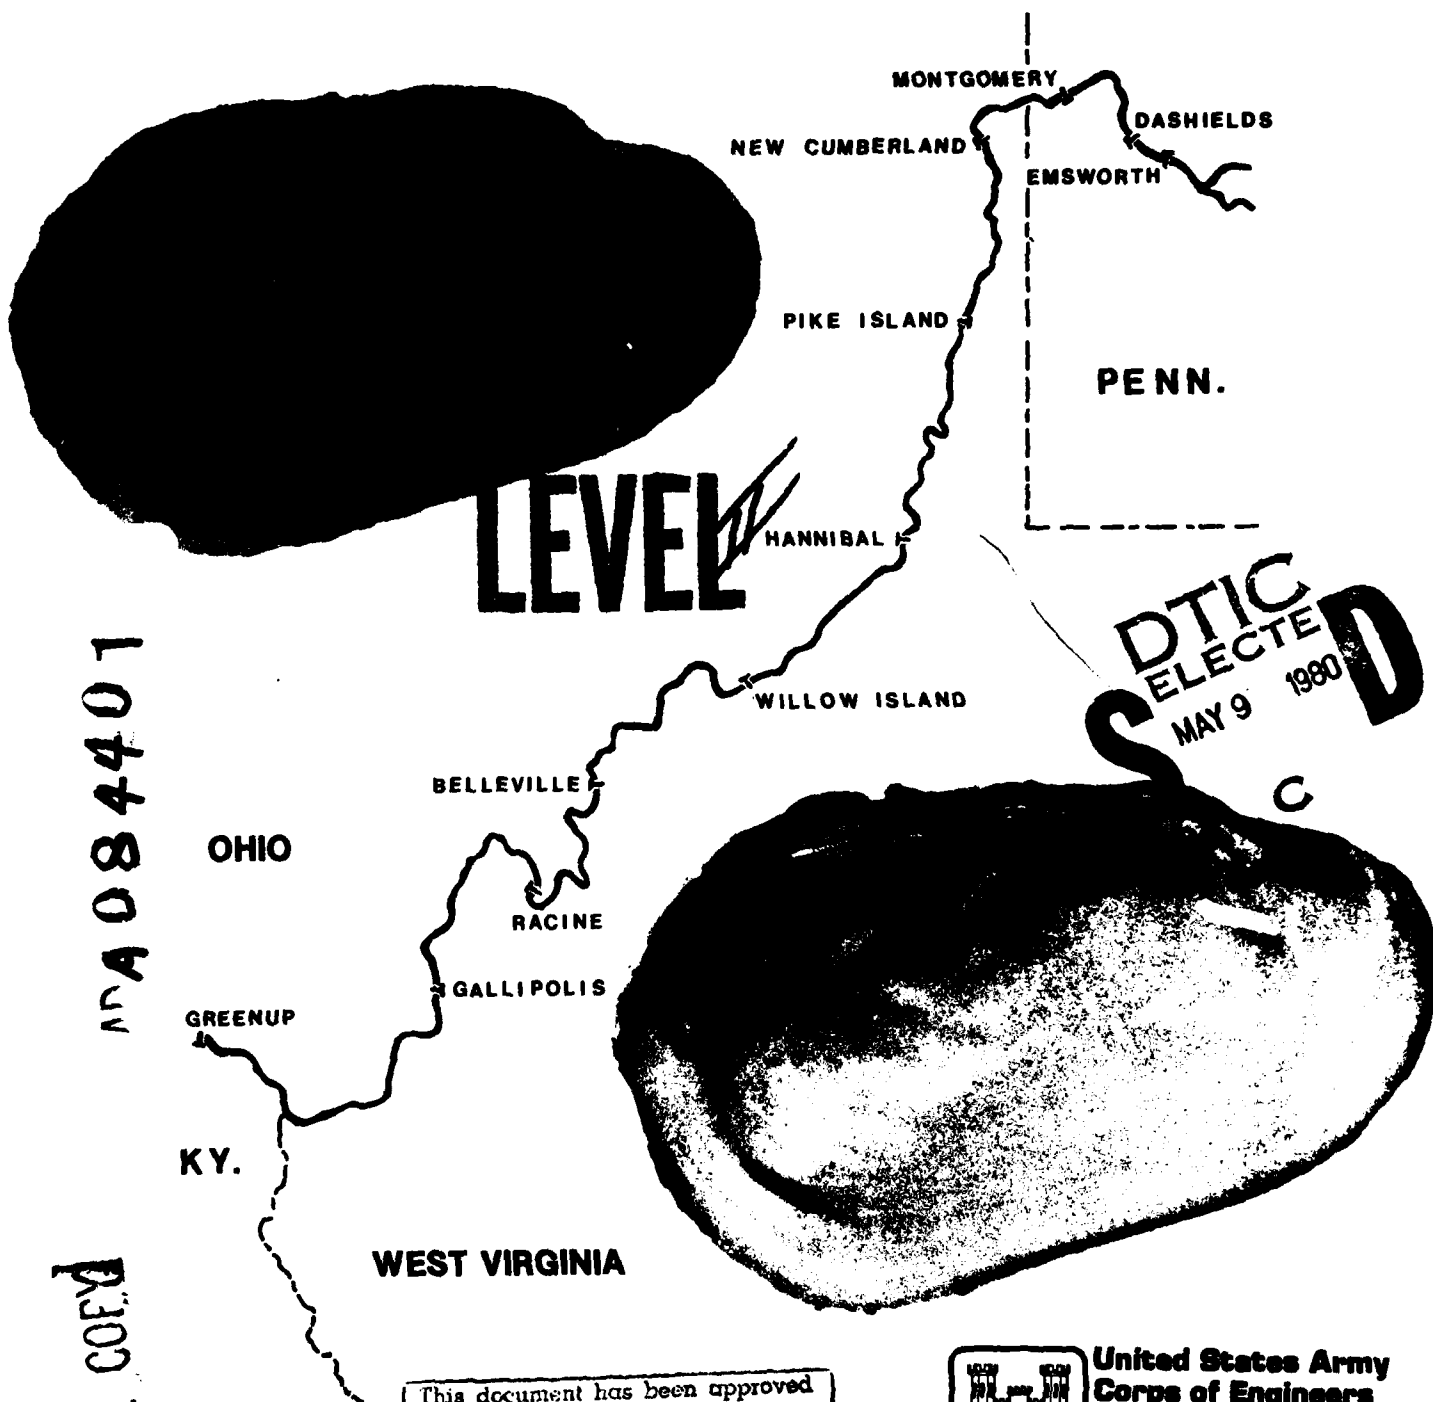 MONTGOMERY
DASHIELDS
NEW CUMBERLAND
EMSWORTH
PIKE ISLAND
PENN.
LEVEL
HANNIBAL
DTIC
ELECTE
MAY 9 1980
S D
C
WILLOW ISLAND
BELLEVILLE
OHIO
RACINE
GALLIPOLIS
GREENUP
KY.
WEST VIRGINIA
A084401
COPY
This document has been approved
United States Army
Corps of Engineers